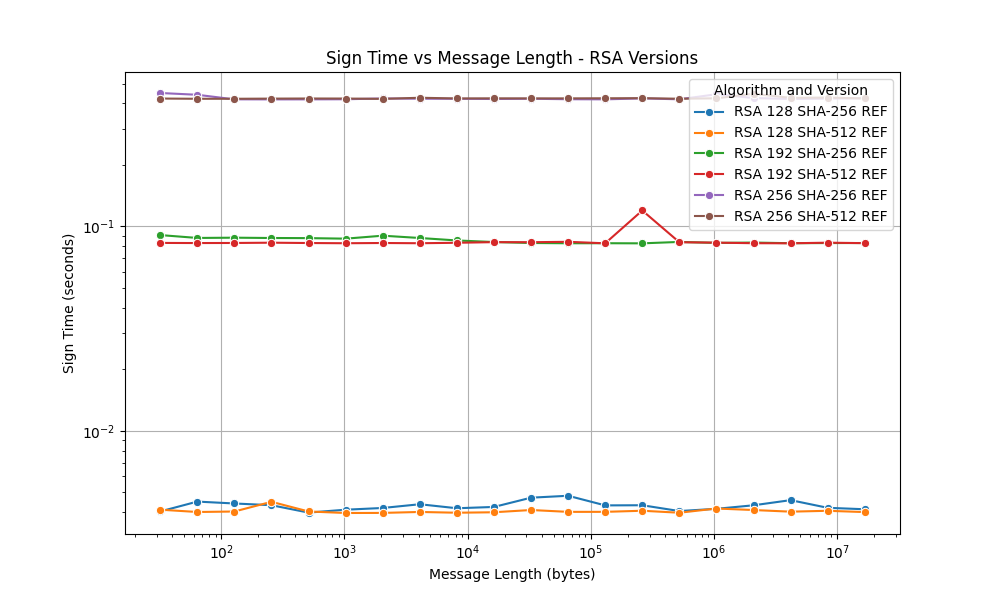 Sign Time vs Message Length - RSA Versions
Algorithm and Version
RSA 128 SHA-256 REF
RSA 128 SHA-512 REF
RSA 192 SHA-256 REF
RSA 192 SHA-512 REF
RSA 256 SHA-256 REF
RSA 256 SHA-512 REF
Sign Time (seconds)
10⁻¹
10⁻²
10² 10³ 10⁴ 10⁵ 10⁶ 10⁷
Message Length (bytes)